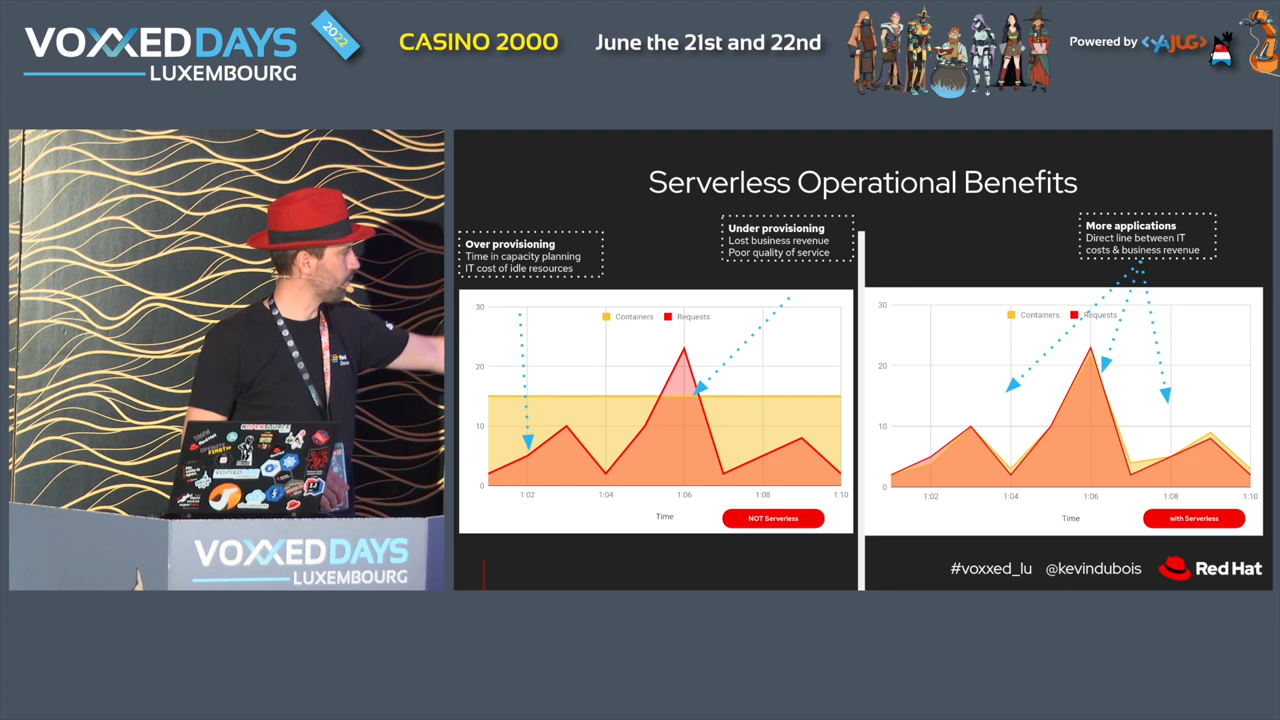 VOXXED DAYS
LUXEMBOURG
2022
CASINO 2000
June the 21st and 22nd
Powered by <YAJUG>
Serverless Operational Benefits
Over provisioning
Time in capacity planning
IT cost of idle resources
Under provisioning
Lost business revenue
Poor quality of service
More applications
Direct line between IT
costs & business revenue
30
20
10
0
Containers
Requests
1:02
1:04
1:06
1:08
1:10
Time
NOT Serverless
30
20
10
0
Containers
Requests
1:02
1:04
1:06
1:08
1:10
Time
with Serverless
#voxxed_lu @kevindubois
Red Hat
Red
VOXXED DAYS
LUXEMBOURG